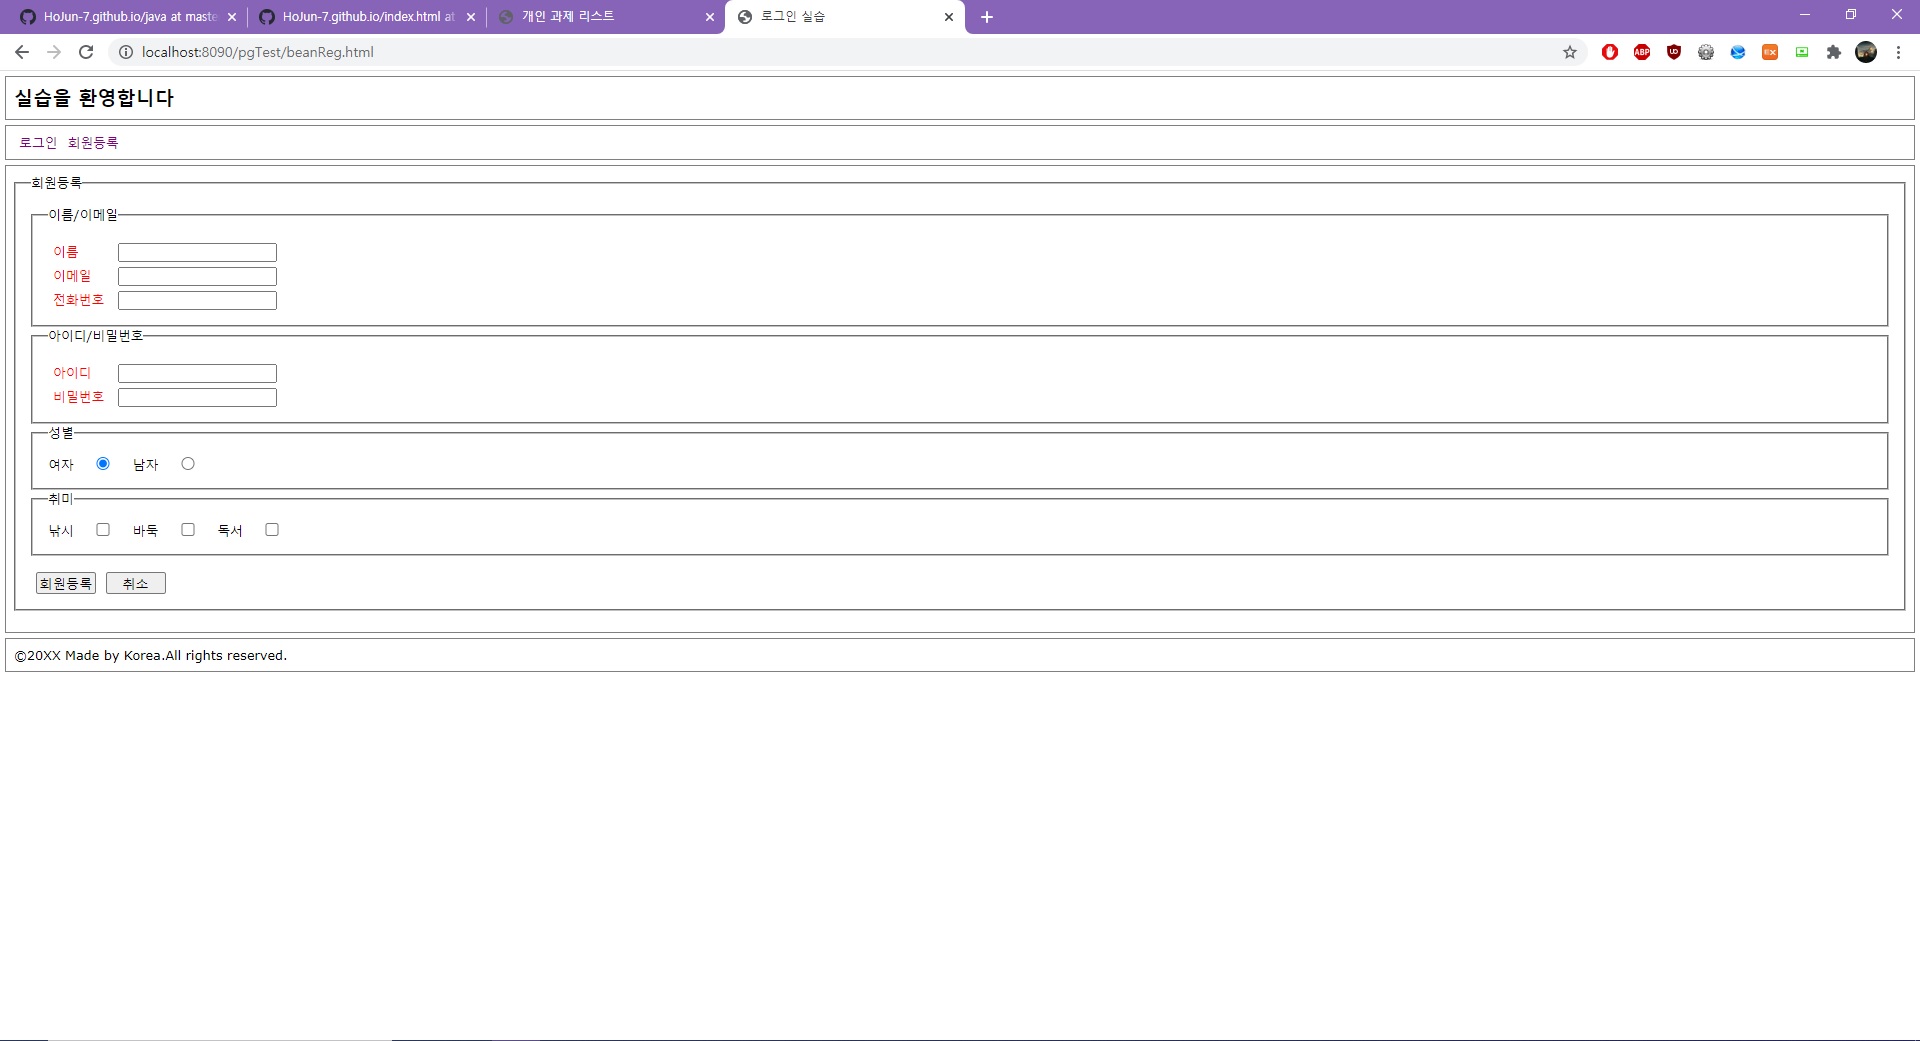 HoJun-7.github.io/java at maste
HoJun-7.github.io/index.html at
개인 과제 리스트
로그인 실습
localhost:8090/pgTest/beanReg.html
ABP
실습을 환영합니다
로그인 회원등록
회원등록
이름/이메일
이름
이메일
전화번호
아이디/비밀번호
아이디
비밀번호
성별
여자 남자
취미
낚시 바둑 독서
회원등록 취소
©20XX Made by Korea.All rights reserved.